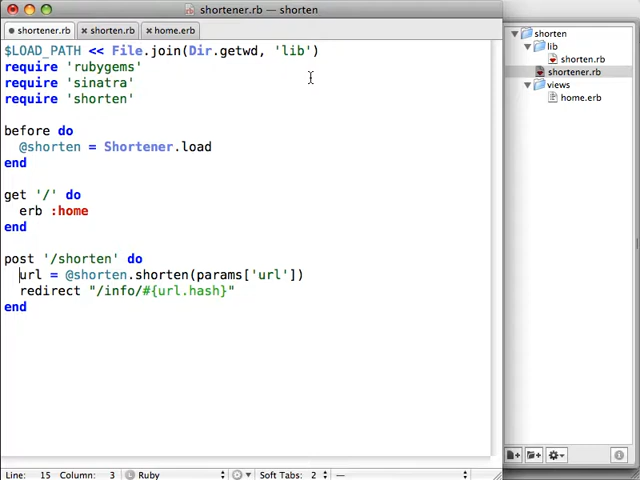 shortener.rb — shorten
shortener.rb
shorten.rb
home.erb
$LOAD_PATH << File.join(Dir.getwd, 'lib')
require 'rubygems'
require 'sinatra'
require 'shorten'
before do
@shorten = Shortener.load
end
get '/' do
erb :home
end
post '/shorten' do
url = @shorten.shorten(params['url'])
redirect "/info/#{url.hash}"
end
Line: 15 Column: 3 Ruby Soft Tabs: 2 —
shorten
lib
shorten.rb
shortener.rb
views
home.erb